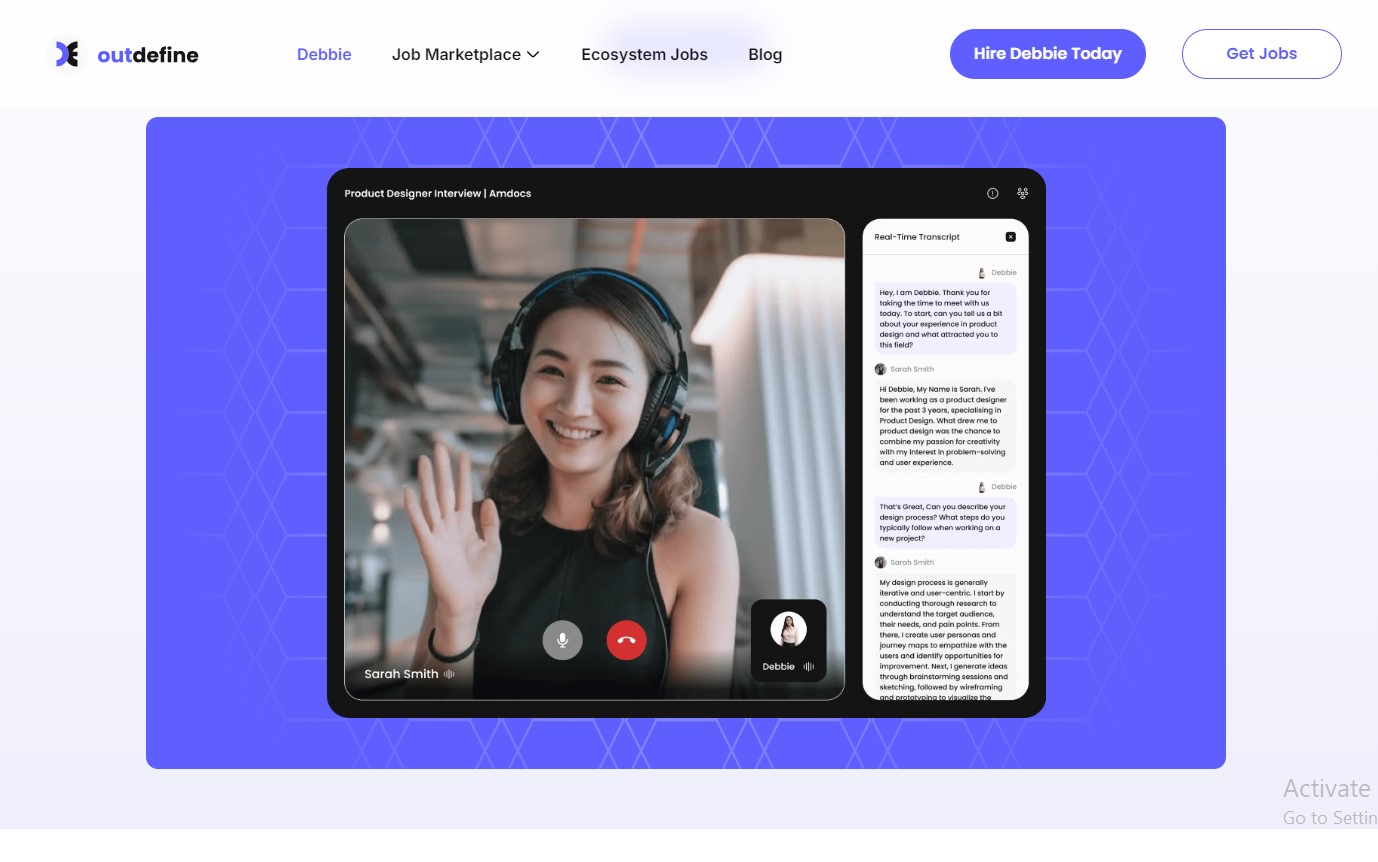 outdefine
Debbie
Job Marketplace
Ecosystem Jobs
Blog
Hire Debbie Today
Get Jobs
Product Designer Interview | Amdocs
Sarah Smith
Debbie
Real-Time Transcript
Debbie
Hey, I am Debbie. Thank you for
taking the time to meet with us
today. To start, can you tell us a bit
about your experience in product
design and what attracted you to
this field?
Sarah Smith
Hi Debbie, My Name is Sarah. I've
been working as a product designer
for the past 3 years, specialising in
Product Design. What drew me to
product design was the chance to
combine my passion for creativity
with my interest in problem-solving
and user experience.
Debbie
That's Great, Can you describe your
design process? What steps do you
typically follow when working on a
new project?
Sarah Smith
My design process is generally
iterative and user-centric. I start by
conducting thorough research to
understand the target audience,
their needs, and pain points. From
there, I create user personas and
journey maps to empathize with the
users and identify opportunities for
improvement. Next, I generate ideas
through brainstorming sessions and
sketching, followed by wireframing
and prototyping to visualize the
Activate
Go to Settin